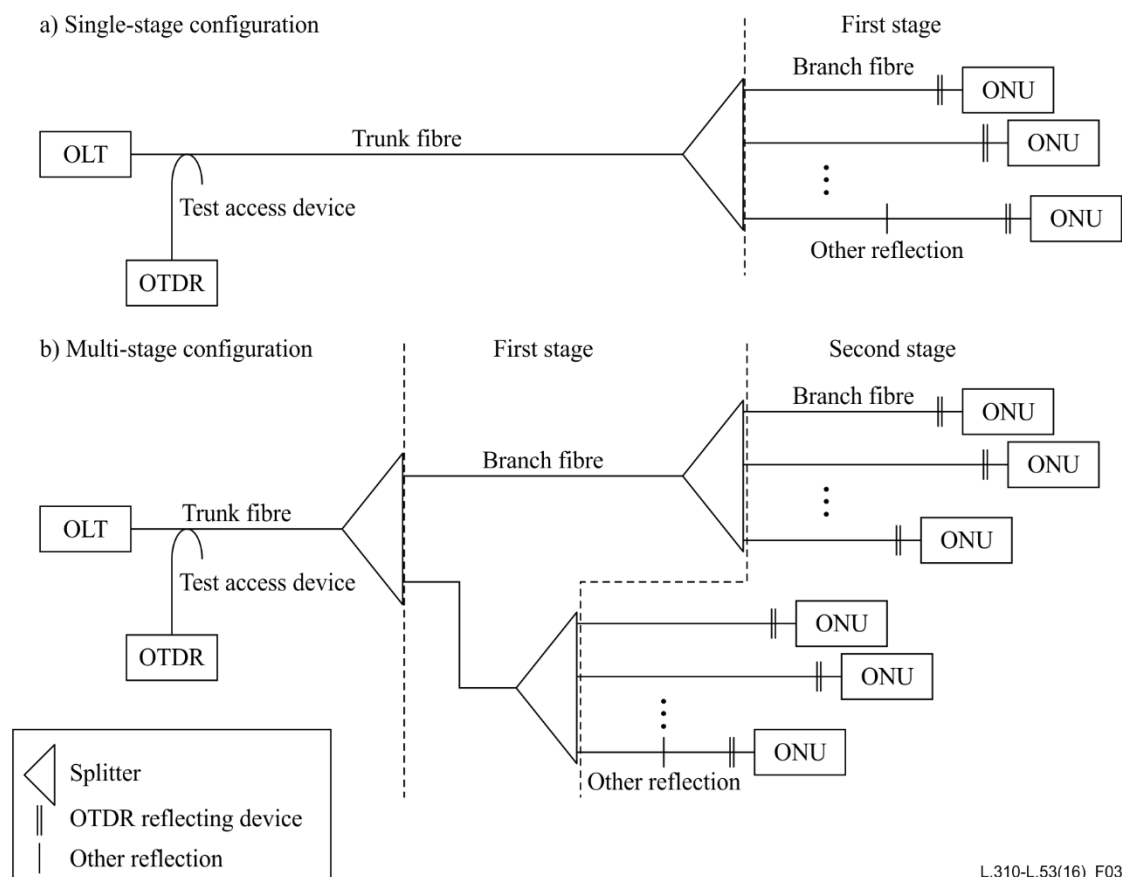 a) Single-stage configuration
First stage
Branch fibre
ONU
Trunk fibre
ONU
OLT
Test access device
ONU
Other reflection
OTDR
b) Multi-stage configuration
First stage
Second stage
Branch fibre
ONU
Branch fibre
ONU
Trunk fibre
OLT
ONU
Test access device
ONU
OTDR
ONU
ONU
Splitter
Other reflection
OTDR reflecting device
Other reflection
L.310-L.53(16)_F03